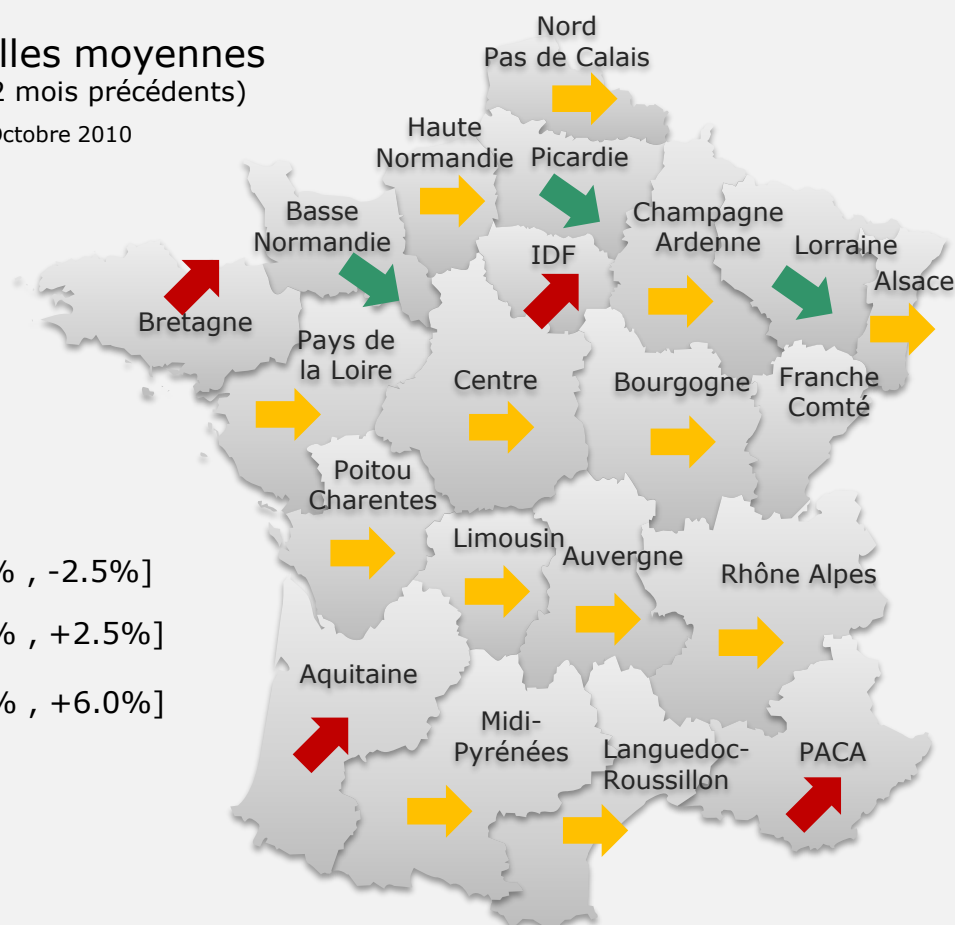 lles moyennes
2 mois précédents)
Octobre 2010
Nord
Pas de Calais
Haute
Normandie
Picardie
Basse
Normandie
IDF
Champagne
Ardenne
Lorraine
Alsace
Bretagne
Pays de
la Loire
Centre
Bourgogne
Franche
Comté
Poitou
Charentes
Limousin
Auvergne
Rhône Alpes
% , -2.5%]
% , +2.5%]
% , +6.0%]
Aquitaine
Midi-
Pyrénées
Languedoc-
Roussillon
PACA